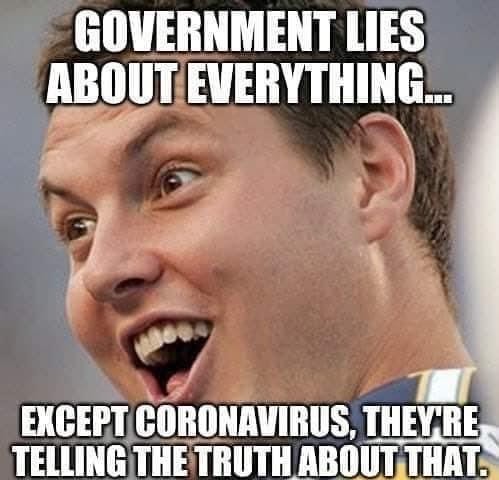 GOVERNMENT LIES
ABOUT EVERYTHING...
EXCEPT CORONAVIRUS, THEY'RE
TELLING THE TRUTH ABOUT THAT.